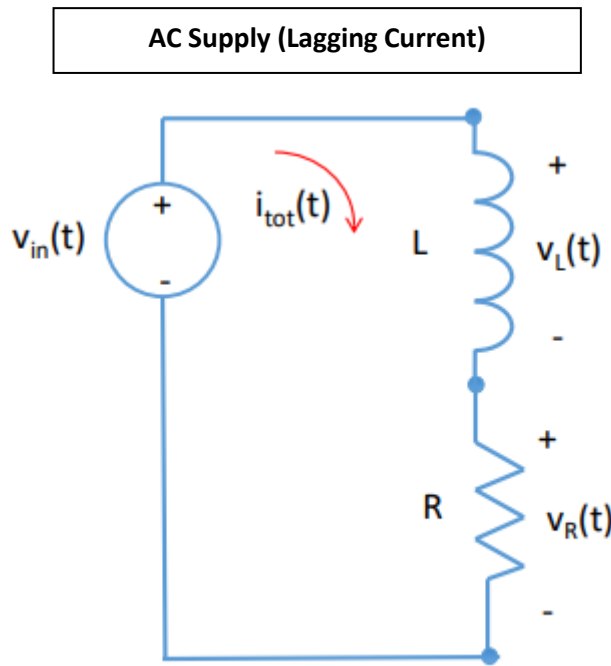 AC Supply (Lagging Current)
+
v_in(t)
-
i_tot(t)
L
+
v_L(t)
-
R
+
v_R(t)
-